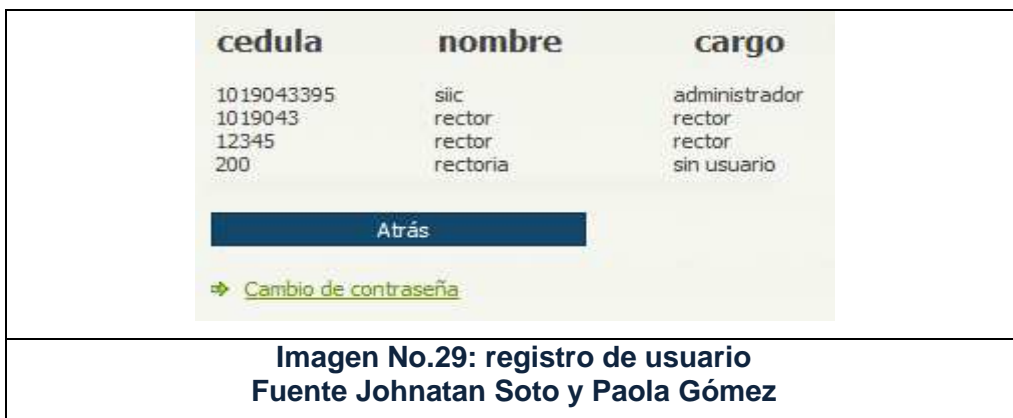 cedula nombre cargo
1019043395 siic administrador
1019043 rector rector
12345 rector rector
200 rectoria sin usuario
Atrás
Cambio de contraseña
Imagen No.29: registro de usuario
Fuente Johnatan Soto y Paola Gómez